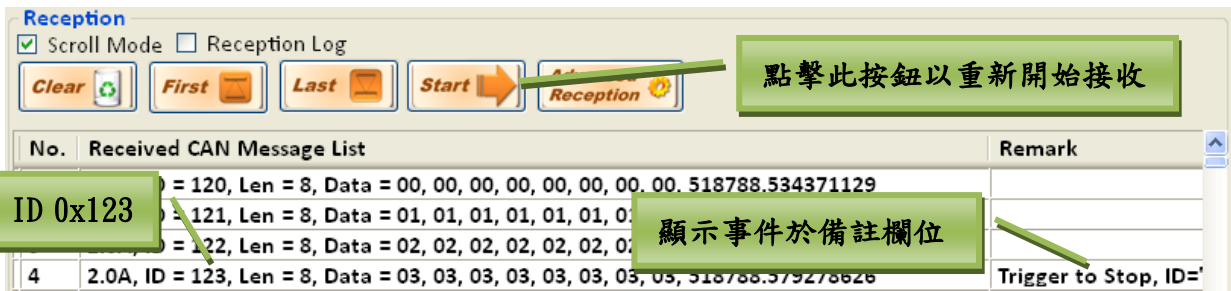 Reception
Scroll Mode Reception Log
Clear First Last Start Reception
點擊此按鈕以重新開始接收
No. Received CAN Message List Remark
= 120, Len = 8, Data = 00, 00, 00, 00, 00, 00, 00, 00, 518788.534371129
ID 0x123
= 121, Len = 8, Data = 01, 01, 01, 01, 01, 01,
顯示事件於備註欄位
= 122, Len = 8, Data = 02, 02, 02, 02, 02, 02,
4 2.0A, ID = 123, Len = 8, Data = 03, 03, 03, 03, 03, 03, 03, 03, 518788.579278626 Trigger to Stop, ID=